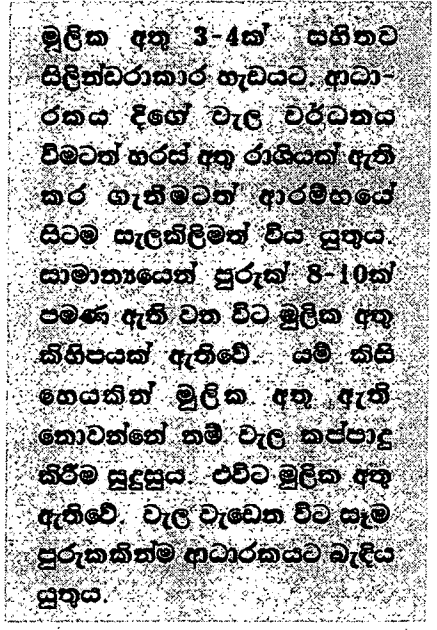 මූලික අතු 3-4ක් සහිතව
සිලින්ඩරාකාර හැඩයට ආධා-
රකය දිගේ වැල වර්ධනය
වීමටත් හරස් අතු රාශියක් ඇති
කර ගැනීමටත් ආරම්භයේ
සිටම සැලකිලිමත් විය යුතුය.
සාමාන්‍යයෙන් පුරුක් 8-10ක්
පමණ ඇති වන විට මූලික අතු
කිහිපයක් ඇතිවේ. යම් කිසි
හෙයකින් මූලික අතු ඇති
නොවන්නේ නම් වැල කප්පාදු
කිරීම සුදුසුය. එවිට මූලික අතු
ඇතිවේ. වැල වැඩෙන විට සෑම
පුරුකකින්ම ආධාරකයට බැඳිය
යුතුය.